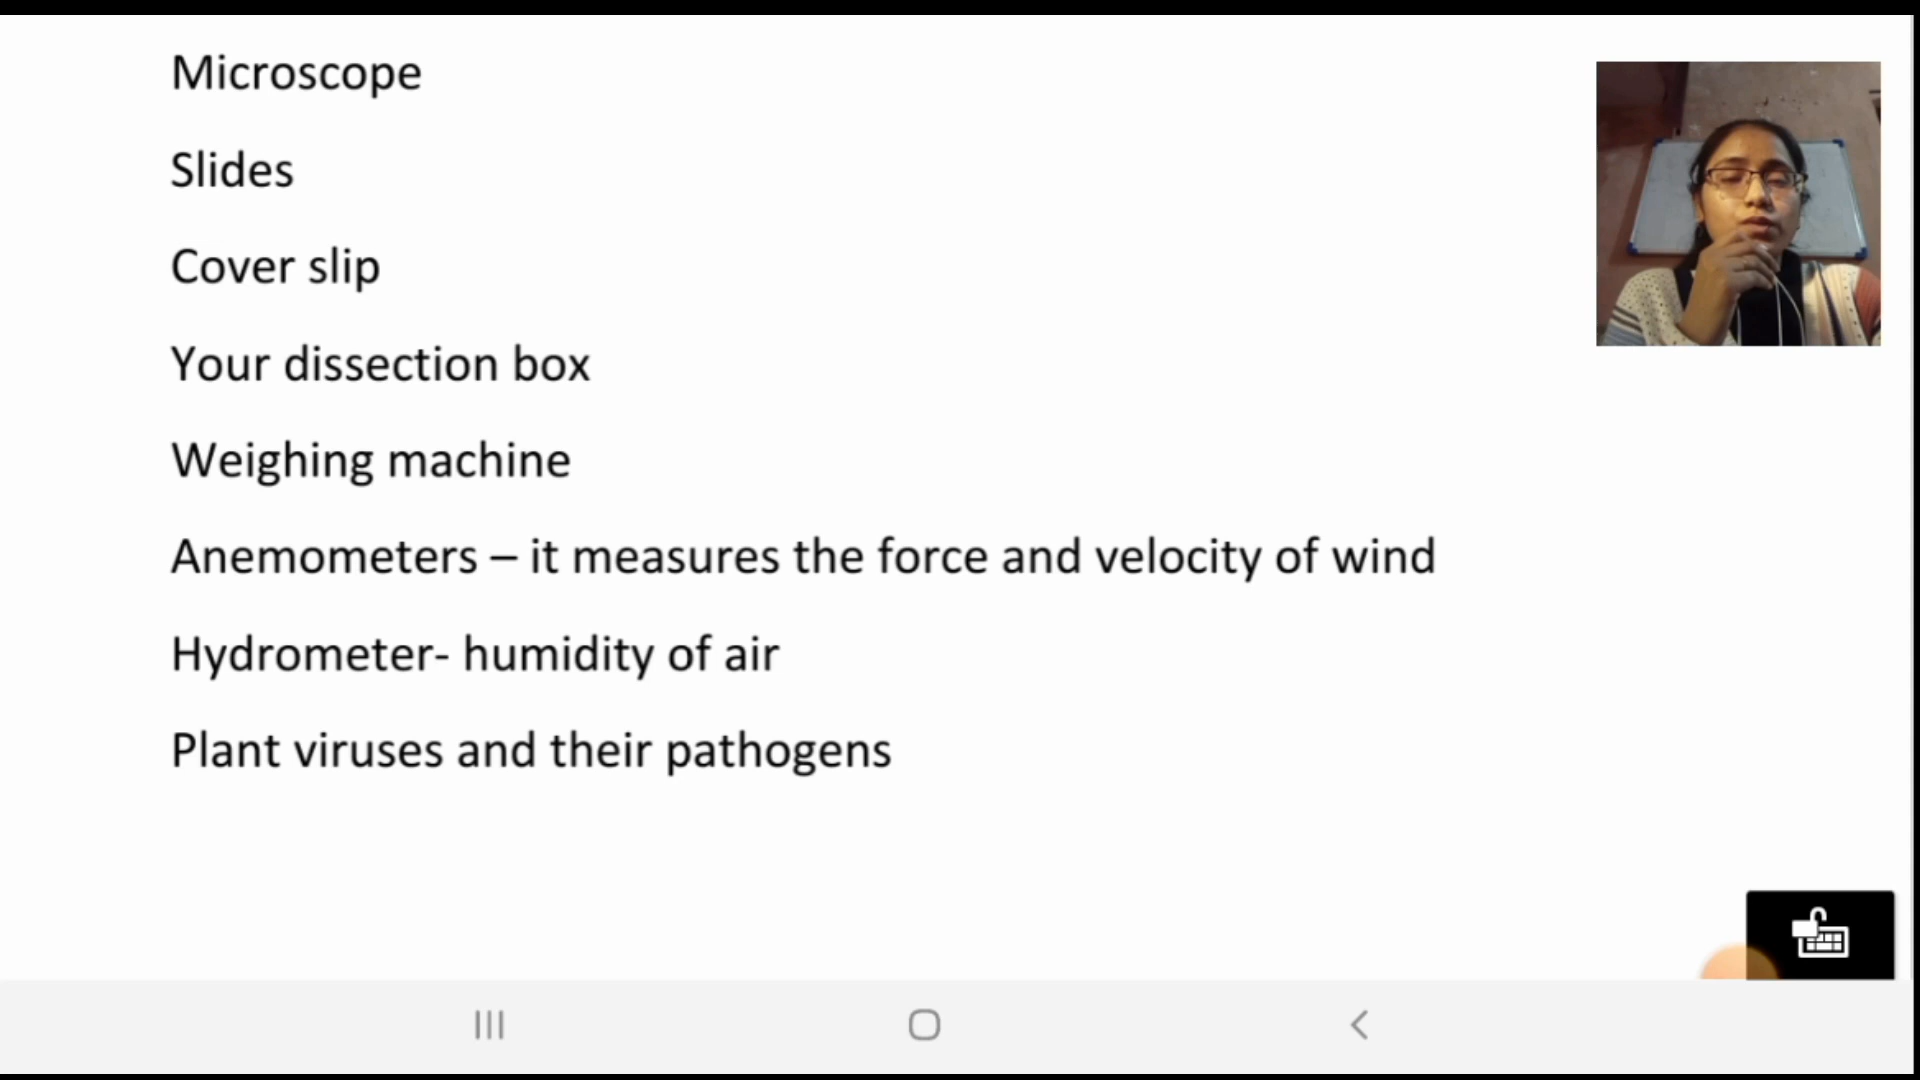 Microscope
Slides
Cover slip
Your dissection box
Weighing machine
Anemometers – it measures the force and velocity of wind
Hydrometer- humidity of air
Plant viruses and their pathogens